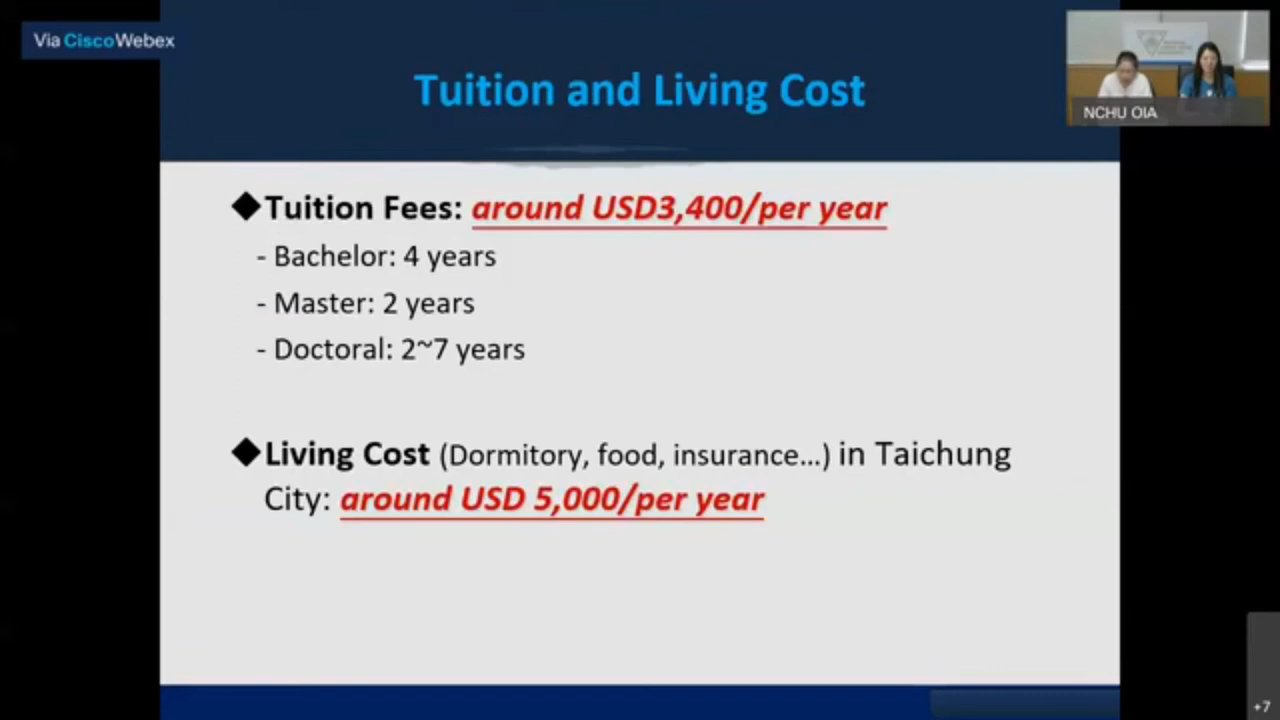 Via CiscoWebex
Tuition and Living Cost
NCHU OIA
◆Tuition Fees: around USD3,400/per year
- Bachelor: 4 years
- Master: 2 years
- Doctoral: 2~7 years
◆Living Cost (Dormitory, food, insurance...) in Taichung
City: around USD 5,000/per year
+7